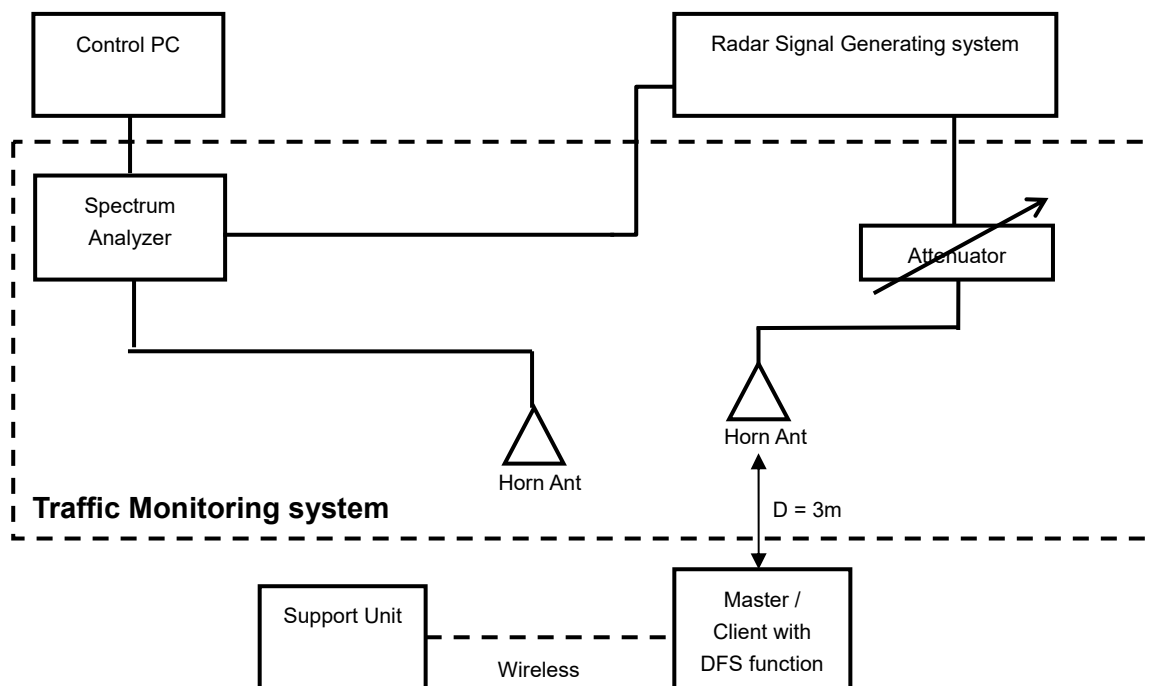 Control PC
Radar Signal Generating system
Spectrum
Analyzer
Attenuator
Horn Ant
Horn Ant
Traffic Monitoring system
D = 3m
Support Unit
Wireless
Master /
Client with
DFS function